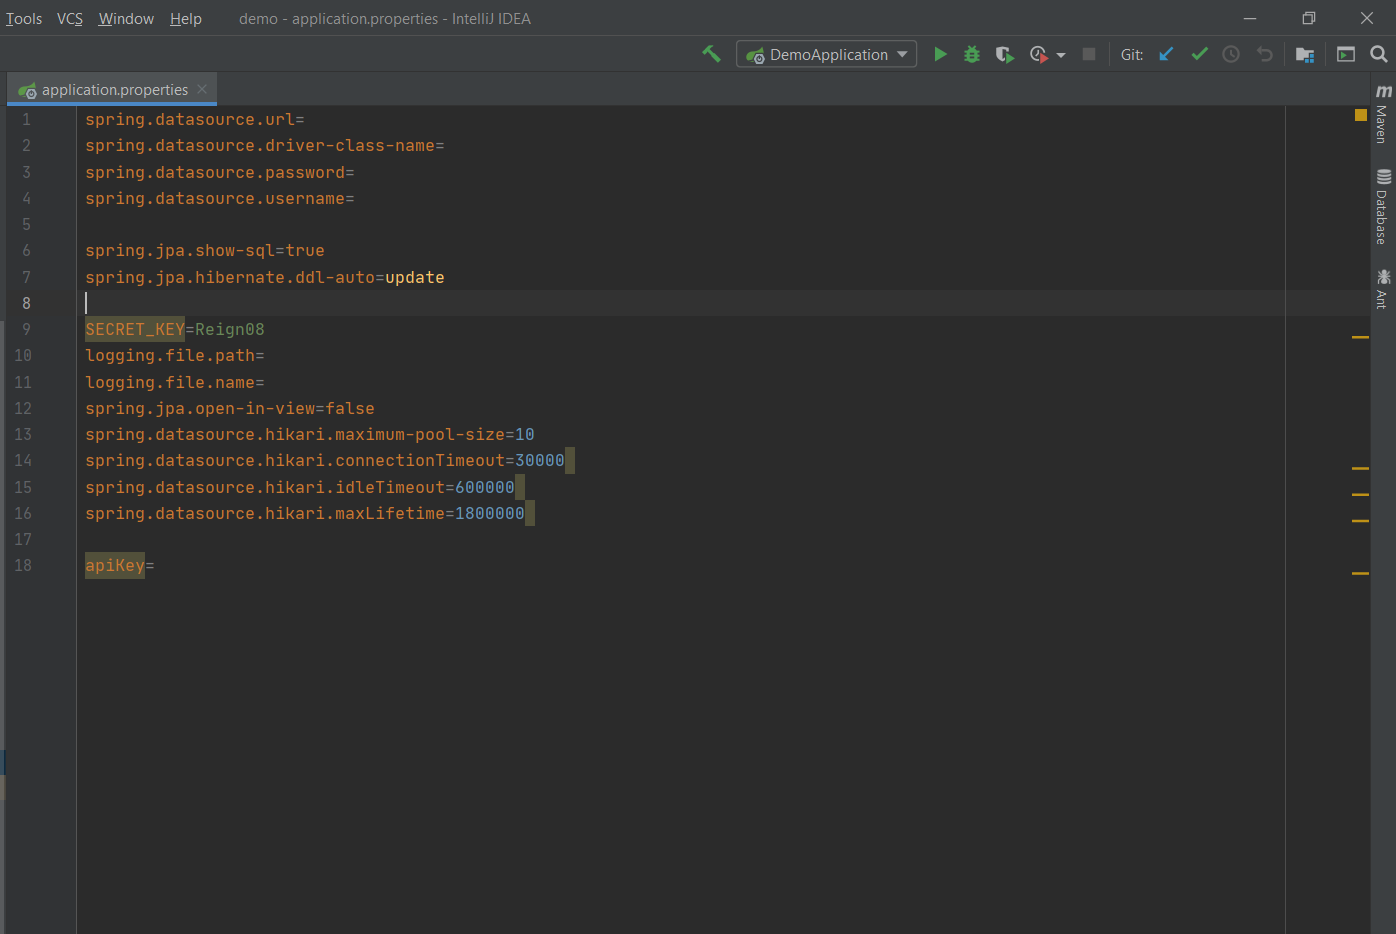 Tools VCS Window Help demo - application.properties - IntelliJ IDEA
DemoApplication Git:
application.properties
1 spring.datasource.url=
2 spring.datasource.driver-class-name=
3 spring.datasource.password=
4 spring.datasource.username=
5
6 spring.jpa.show-sql=true
7 spring.jpa.hibernate.ddl-auto=update
8
9 SECRET_KEY=Reign08
10 logging.file.path=
11 logging.file.name=
12 spring.jpa.open-in-view=false
13 spring.datasource.hikari.maximum-pool-size=10
14 spring.datasource.hikari.connectionTimeout=30000
15 spring.datasource.hikari.idleTimeout=600000
16 spring.datasource.hikari.maxLifetime=1800000
17
18 apiKey=
m Maven
Database
Ant